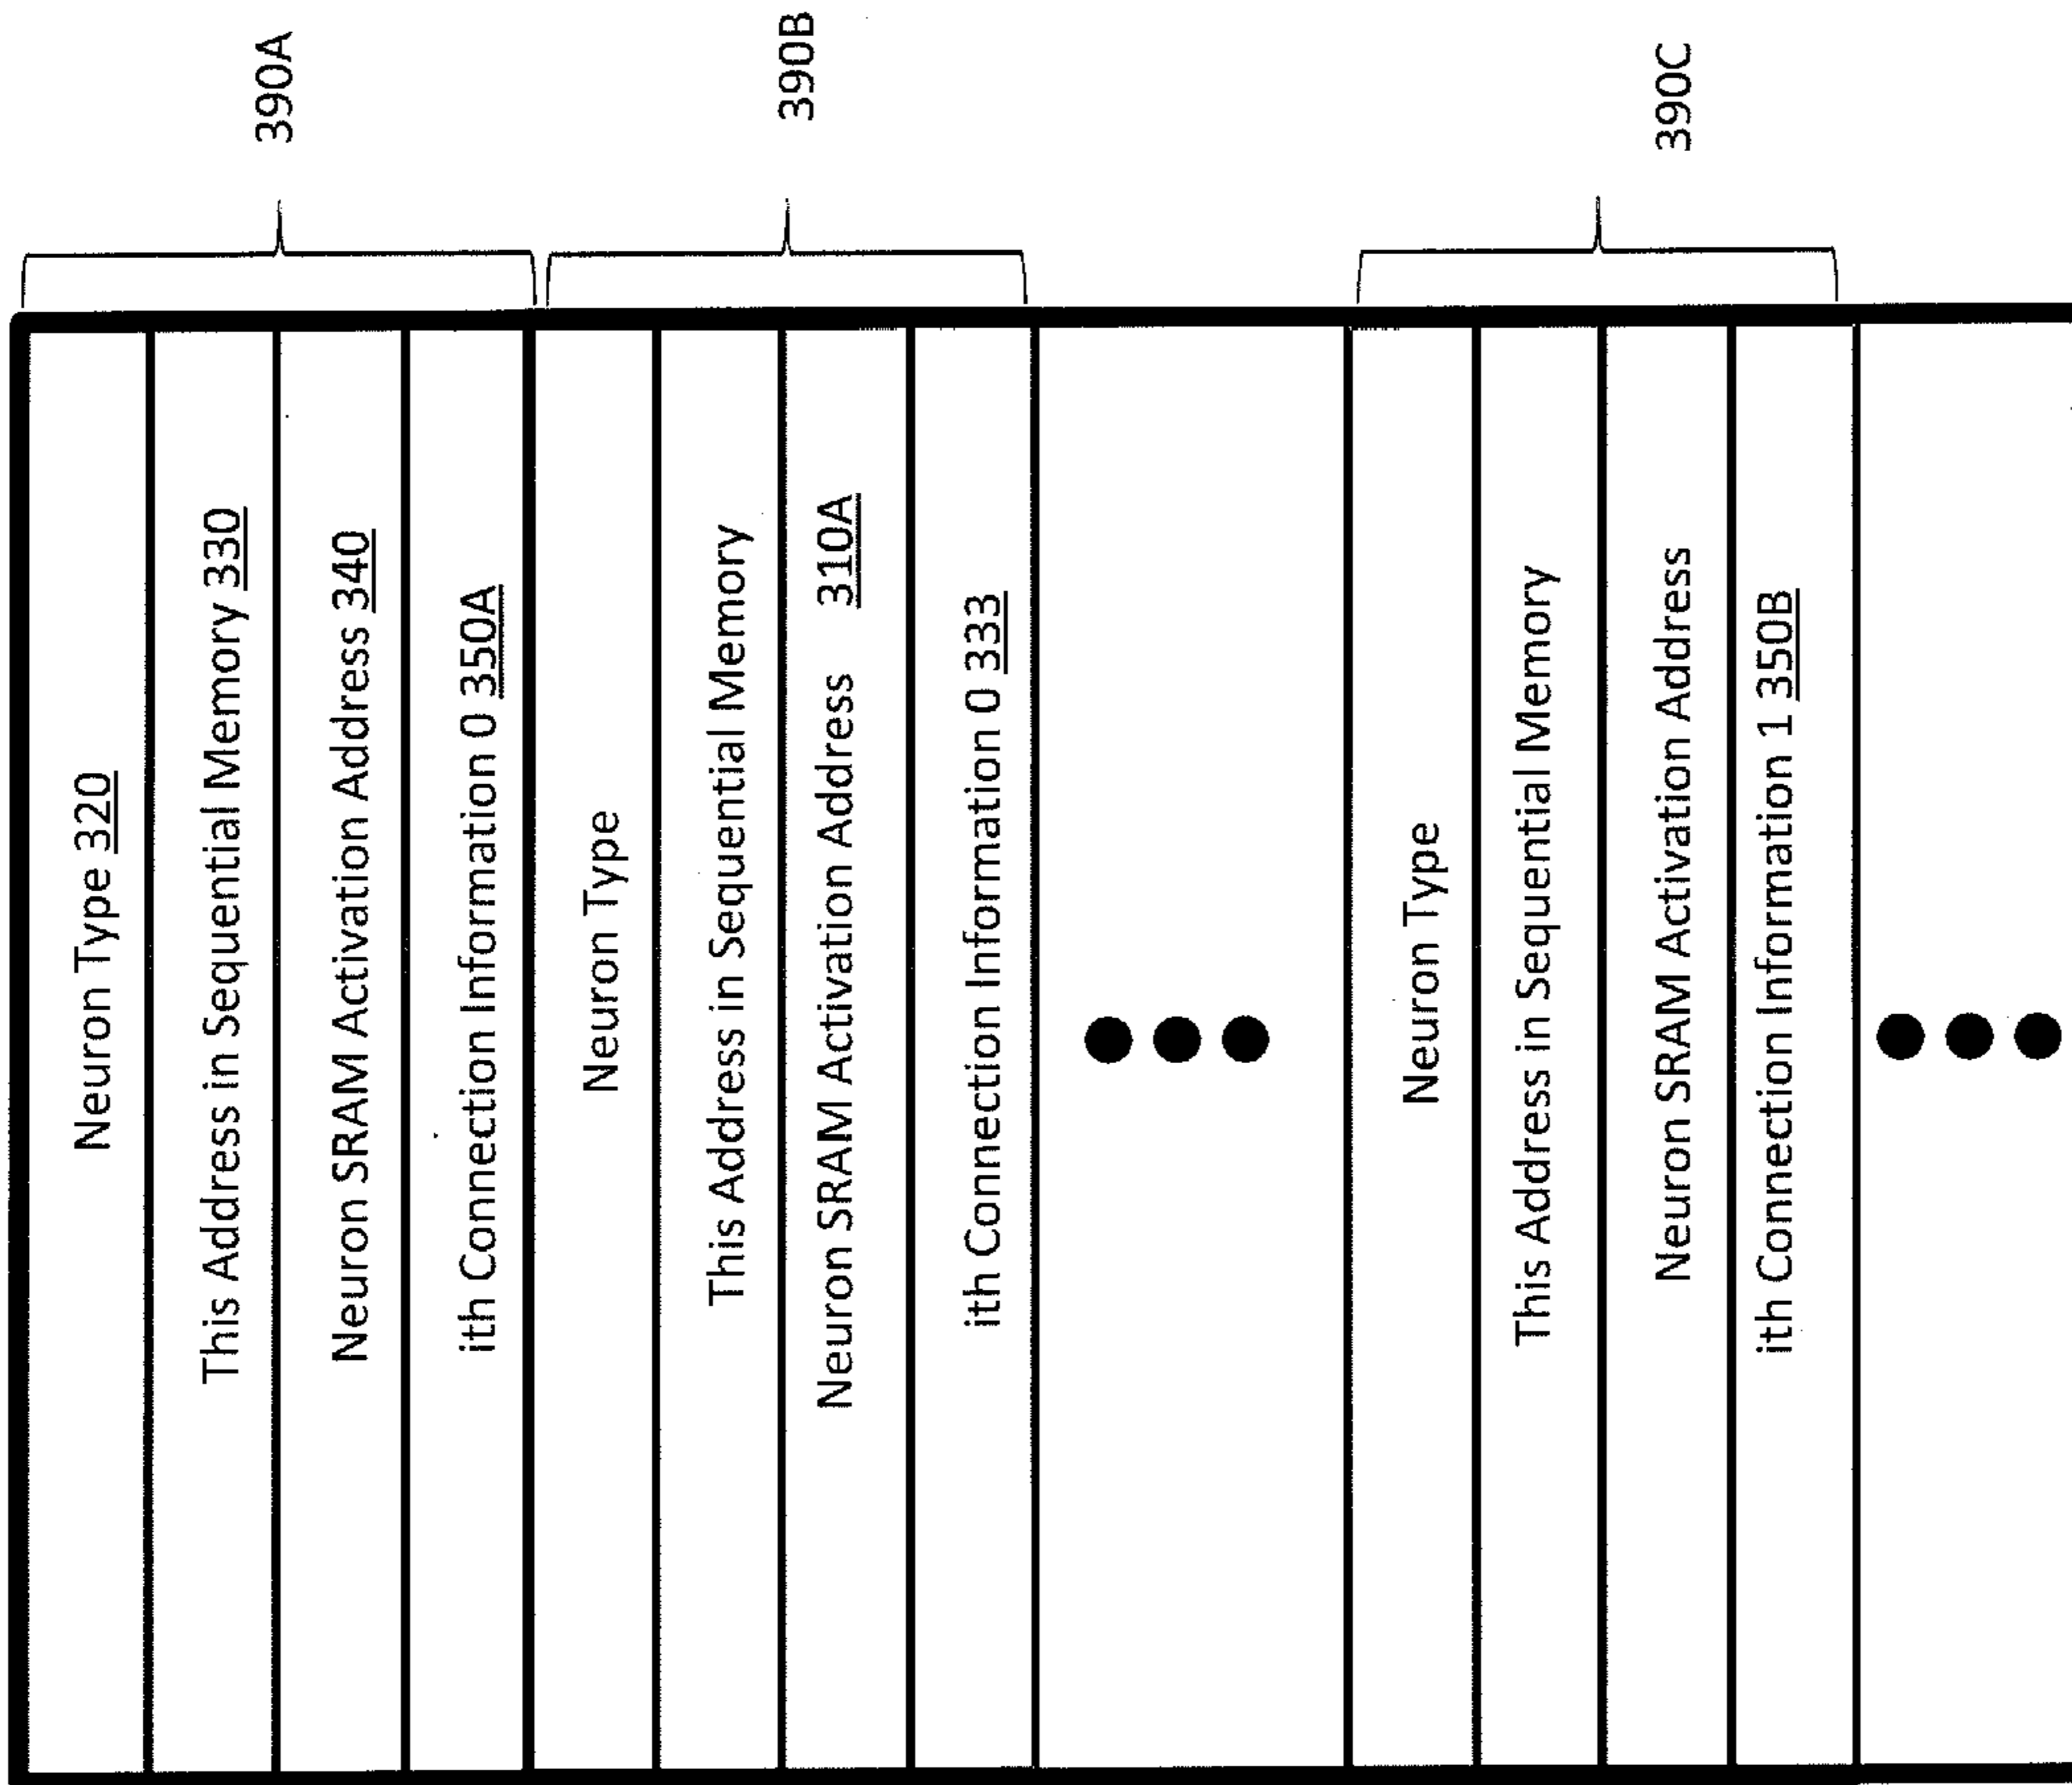 Neuron Type 320
This Address in Sequential Memory 330
Neuron SRAM Activation Address 340
ith Connection Information 0 350A
390A
Neuron Type
This Address in Sequential Memory
Neuron SRAM Activation Address 310A
ith Connection Information 0 333
390B
Neuron Type
This Address in Sequential Memory
Neuron SRAM Activation Address
ith Connection Information 1 350B
390C